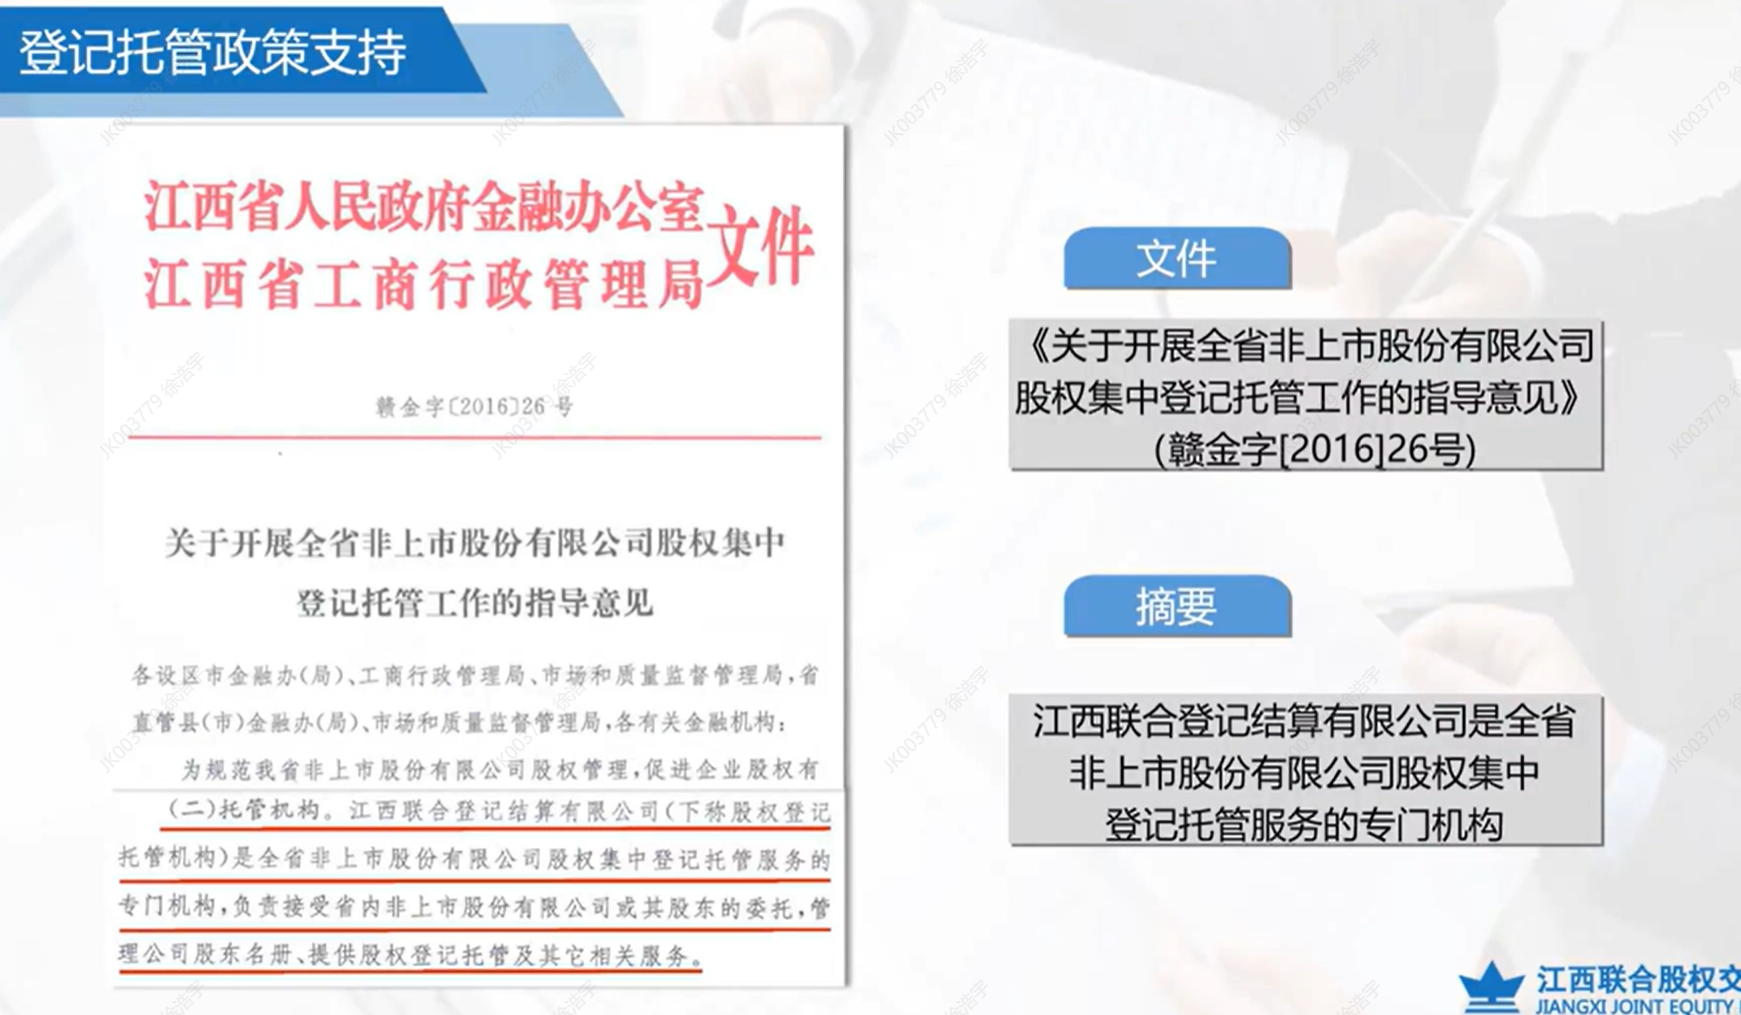 登记托管政策支持
江西省人民政府金融办公室
江西省工商行政管理局
文件
赣金字〔2016〕26号
关于开展全省非上市股份有限公司股权集中
登记托管工作的指导意见
各设区市金融办(局)、工商行政管理局、市场和质量监督管理局,省
直管县(市)金融办(局)、市场和质量监督管理局,各有关金融机构:
为规范我省非上市股份有限公司股权管理,促进企业股权有
(二)托管机构。江西联合登记结算有限公司(下称股权登记
托管机构)是全省非上市股份有限公司股权集中登记托管服务的
专门机构,负责接受省内非上市股份有限公司或其股东的委托,管
理公司股东名册、提供股权登记托管及其它相关服务。
文件
《关于开展全省非上市股份有限公司
股权集中登记托管工作的指导意见》
(赣金字[2016]26号)
摘要
江西联合登记结算有限公司是全省
非上市股份有限公司股权集中
登记托管服务的专门机构
江西联合股权交
JIANGXI JOINT EQUITY
JK003779 徐浩宇